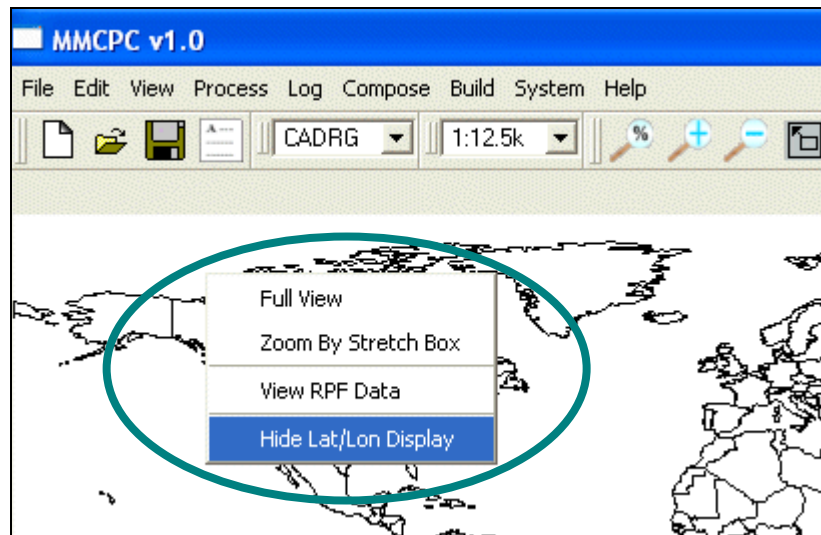 MMCPC v1.0
File Edit View Process Log Compose Build System Help
CADRG 1:12.5k %
Full View
Zoom By Stretch Box
View RPF Data
Hide Lat/Lon Display